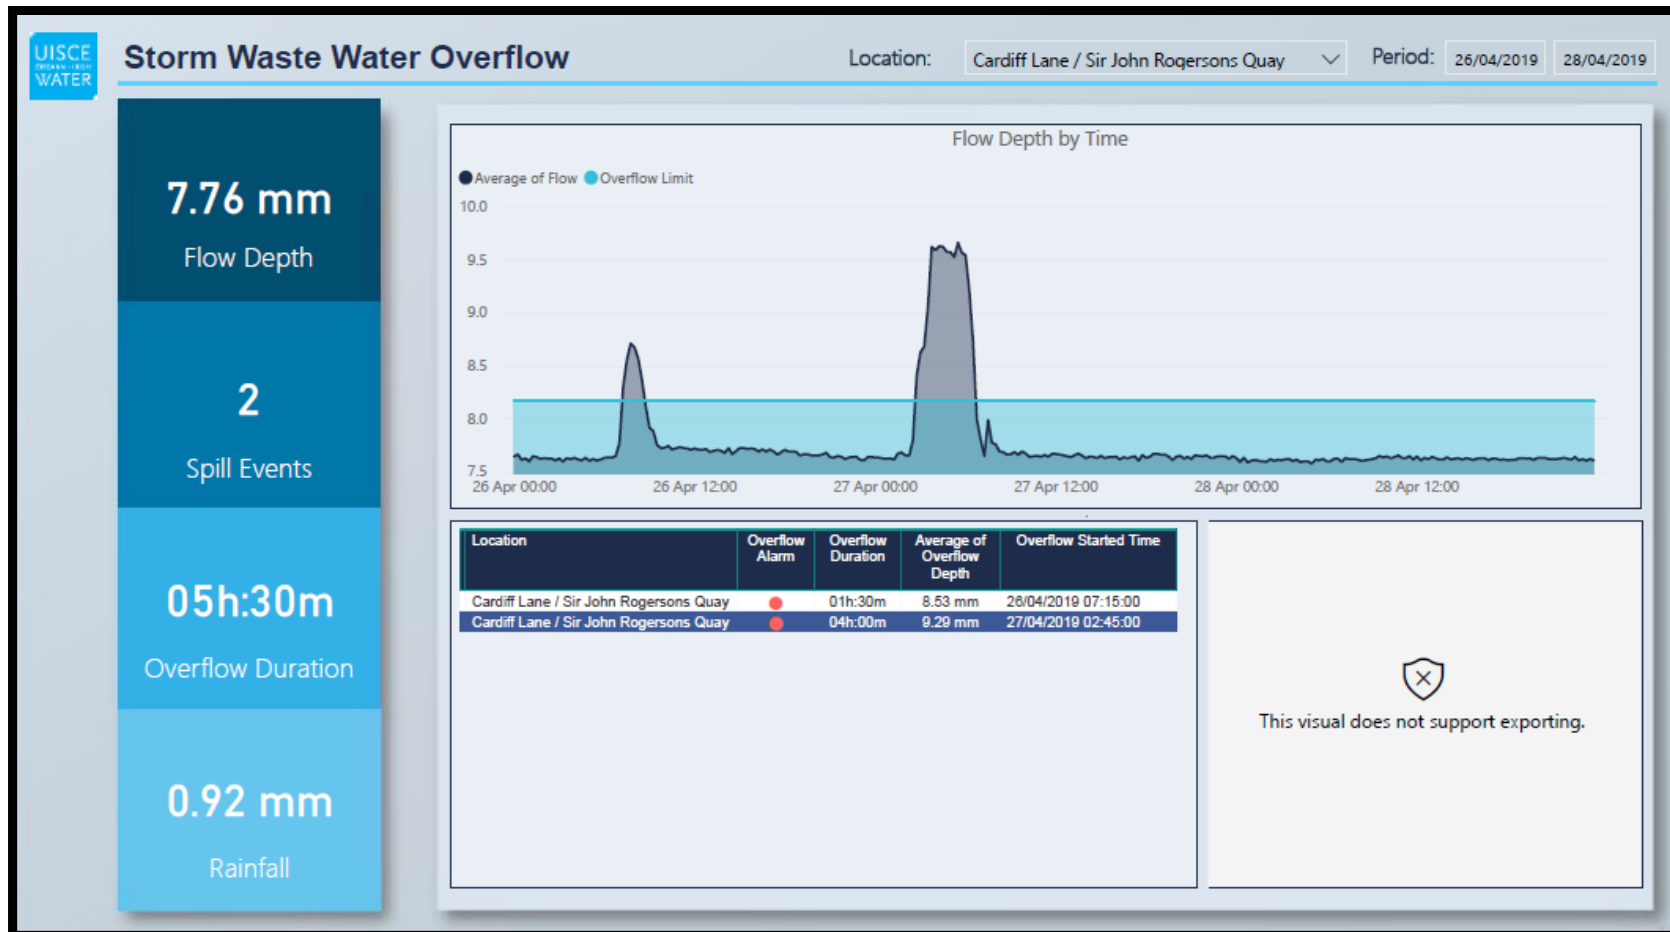 UISCE
WATER
Storm Waste Water Overflow
Location:
Cardiff Lane / Sir John Rogersons Quay
Period:
26/04/2019
28/04/2019
7.76 mm
Flow Depth
2
Spill Events
05h:30m
Overflow Duration
0.92 mm
Rainfall
Flow Depth by Time
Average of Flow
Overflow Limit
10.0
9.5
9.0
8.5
8.0
7.5
26 Apr 00:00
26 Apr 12:00
27 Apr 00:00
27 Apr 12:00
28 Apr 00:00
28 Apr 12:00
Location
Overflow Alarm
Overflow Duration
Average of Overflow Depth
Overflow Started Time
Cardiff Lane / Sir John Rogersons Quay 01h:30m 8.53 mm 26/04/2019 07:15:00
Cardiff Lane / Sir John Rogersons Quay 04h:00m 9.29 mm 27/04/2019 02:45:00
This visual does not support exporting.